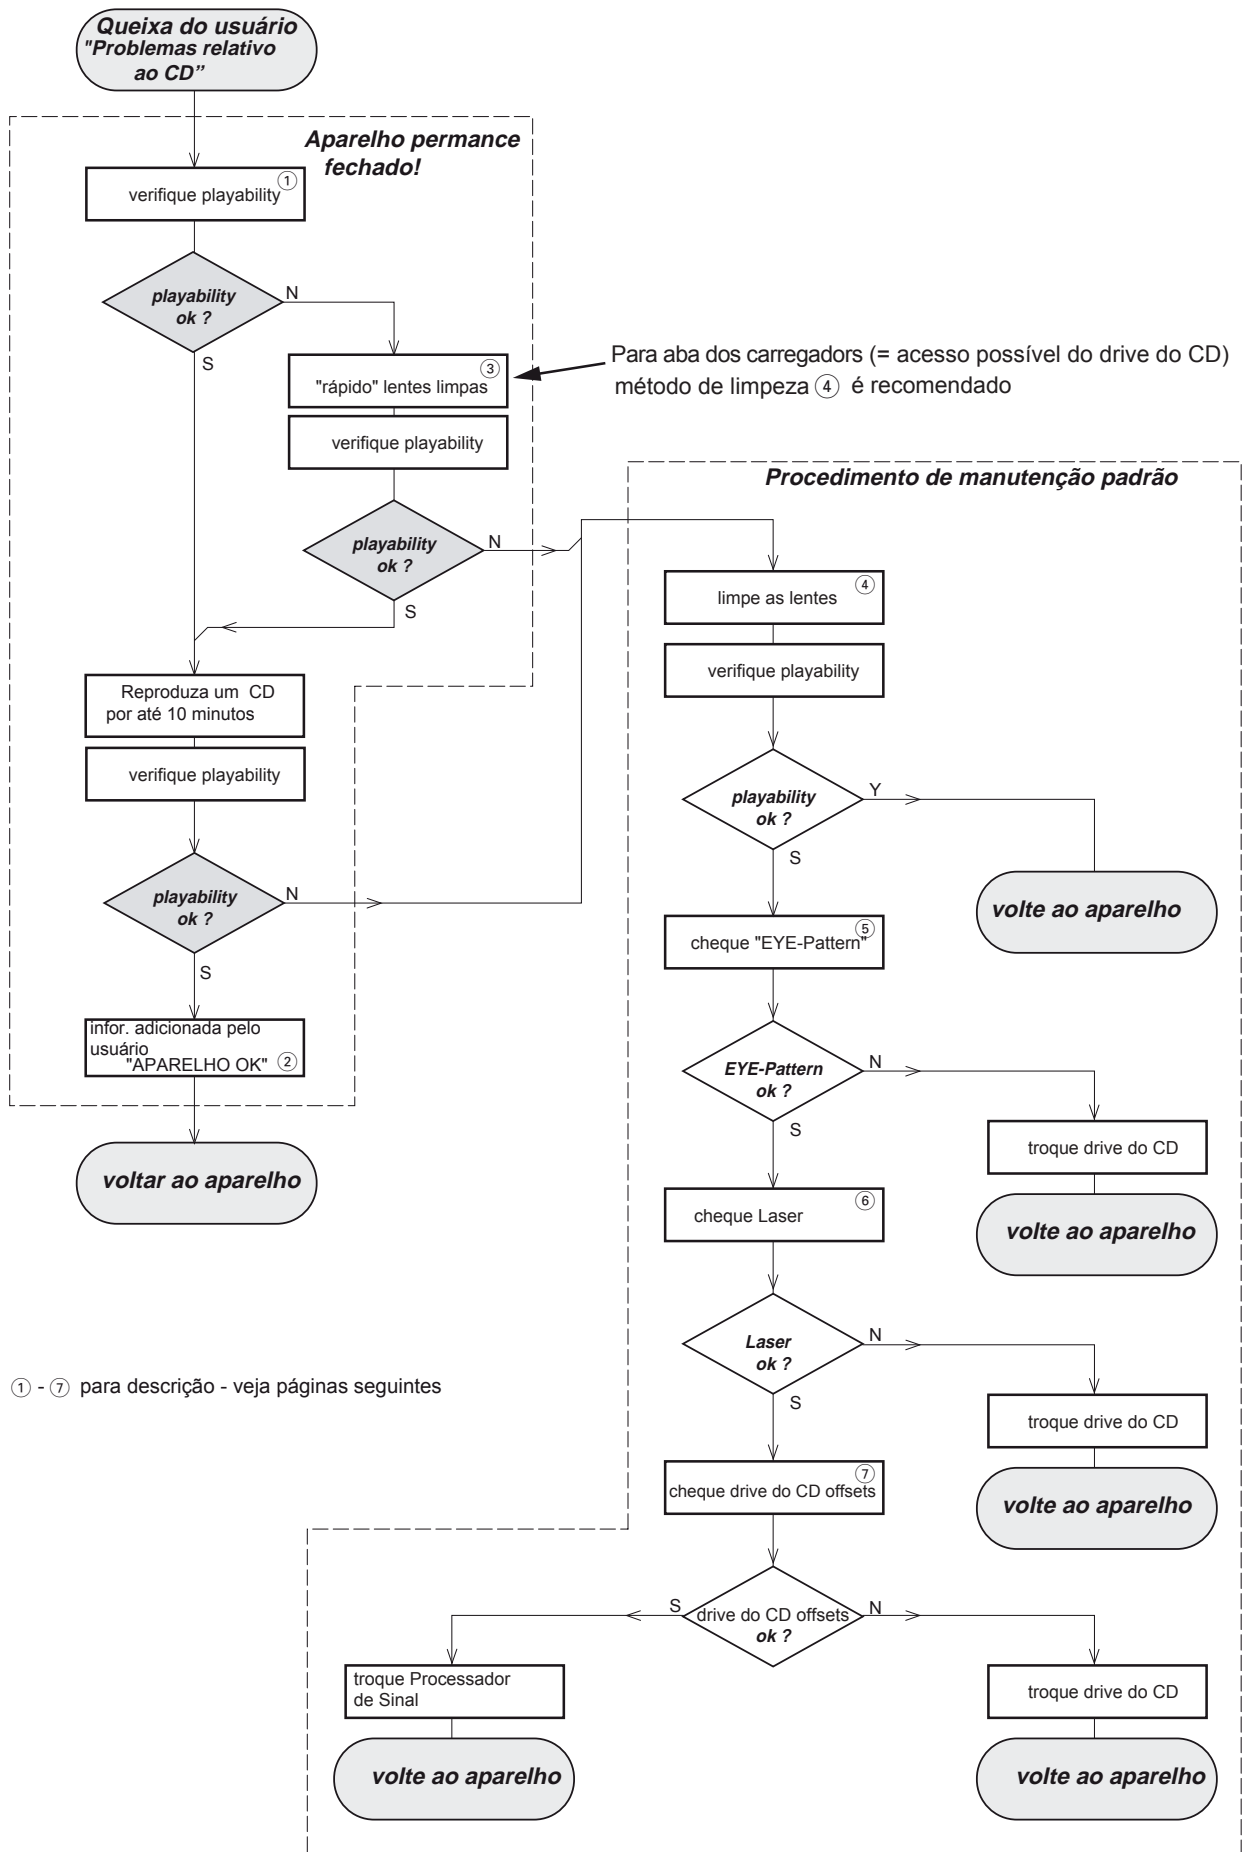 Queixa do usuário
"Problemas relativo
ao CD”
Aparelho permance
fechado!
1
verifique playability
playability
ok ?
N
S
3
"rápido" lentes limpas
Para aba dos carregadors (= acesso possível do drive do CD)
método de limpeza 4 é recomendado
verifique playability
playability
ok ?
N
S
Reproduza um CD
por até 10 minutos
verifique playability
playability
ok ?
N
S
infor. adicionada pelo
usuário
"APARELHO OK" 2
voltar ao aparelho
Procedimento de manutenção padrão
4
limpe as lentes
verifique playability
playability
ok ?
Y
S
volte ao aparelho
5
cheque "EYE-Pattern"
EYE-Pattern
ok ?
N
S
troque drive do CD
volte ao aparelho
6
cheque Laser
Laser
ok ?
N
S
troque drive do CD
volte ao aparelho
1 - 7 para descrição - veja páginas seguintes
7
cheque drive do CD offsets
drive do CD offsets
ok ?
S
N
troque Processador
de Sinal
volte ao aparelho
troque drive do CD
volte ao aparelho